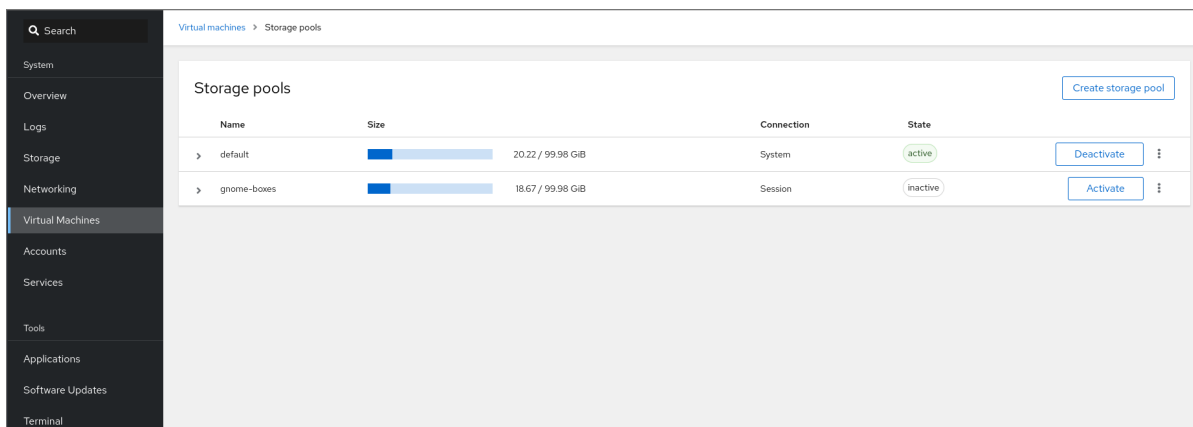 Search
System
Overview
Logs
Storage
Networking
Virtual Machines
Accounts
Services
Tools
Applications
Software Updates
Terminal
Virtual machines > Storage pools
Storage pools
Create storage pool
Name Size Connection State
default 20.22 / 99.98 GiB System active Deactivate
gnome-boxes 18.67 / 99.98 GiB Session inactive Activate